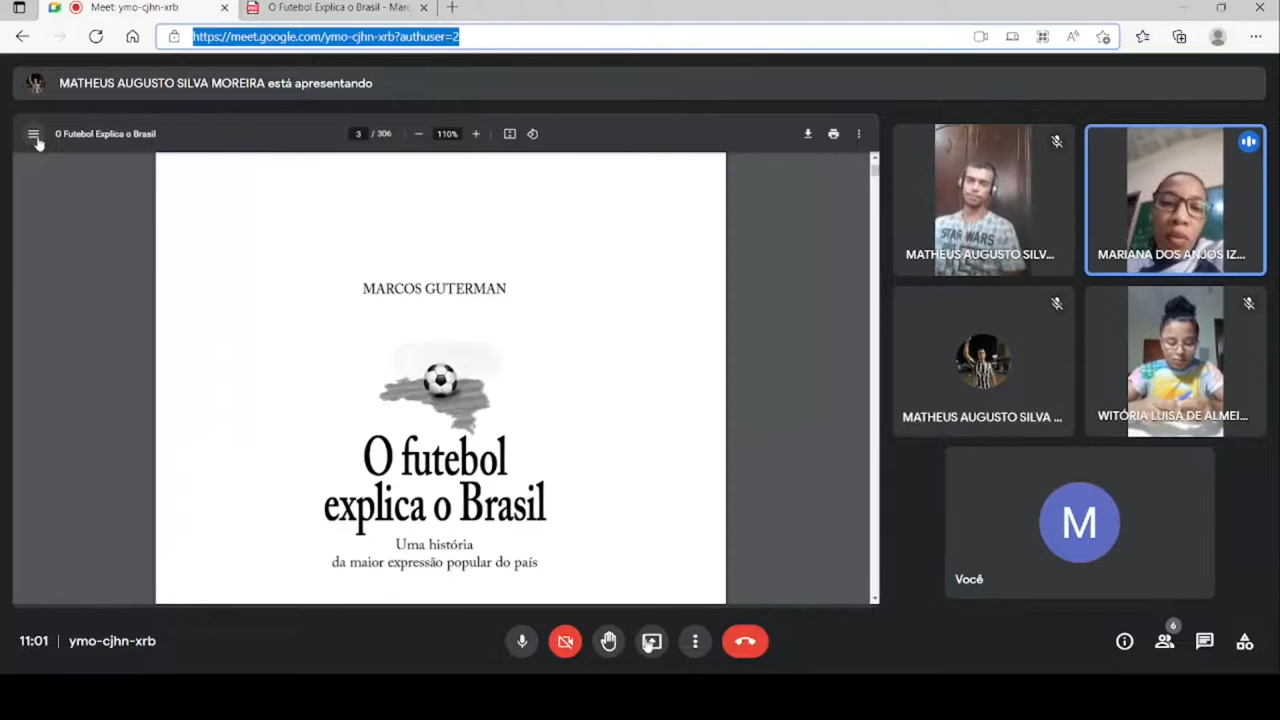 Meet: ymo-cjhn-xrb
O Futebol Explica o Brasil - Marc
https://meet.google.com/ymo-cjhn-xrb?authuser=2
MATHEUS AUGUSTO SILVA MOREIRA está apresentando
O Futebol Explica o Brasil
3 / 306
110%
MARCOS GUTERMAN
O futebol
explica o Brasil
Uma história
da maior expressão popular do país
STAR WARS
MATHEUS AUGUSTO SILV...
MARIANA DOS ANJOS IZ...
MATHEUS AUGUSTO SILVA ...
WITÓRIA LUISA DE ALMEI...
M
Você
11:01 | ymo-cjhn-xrb
6